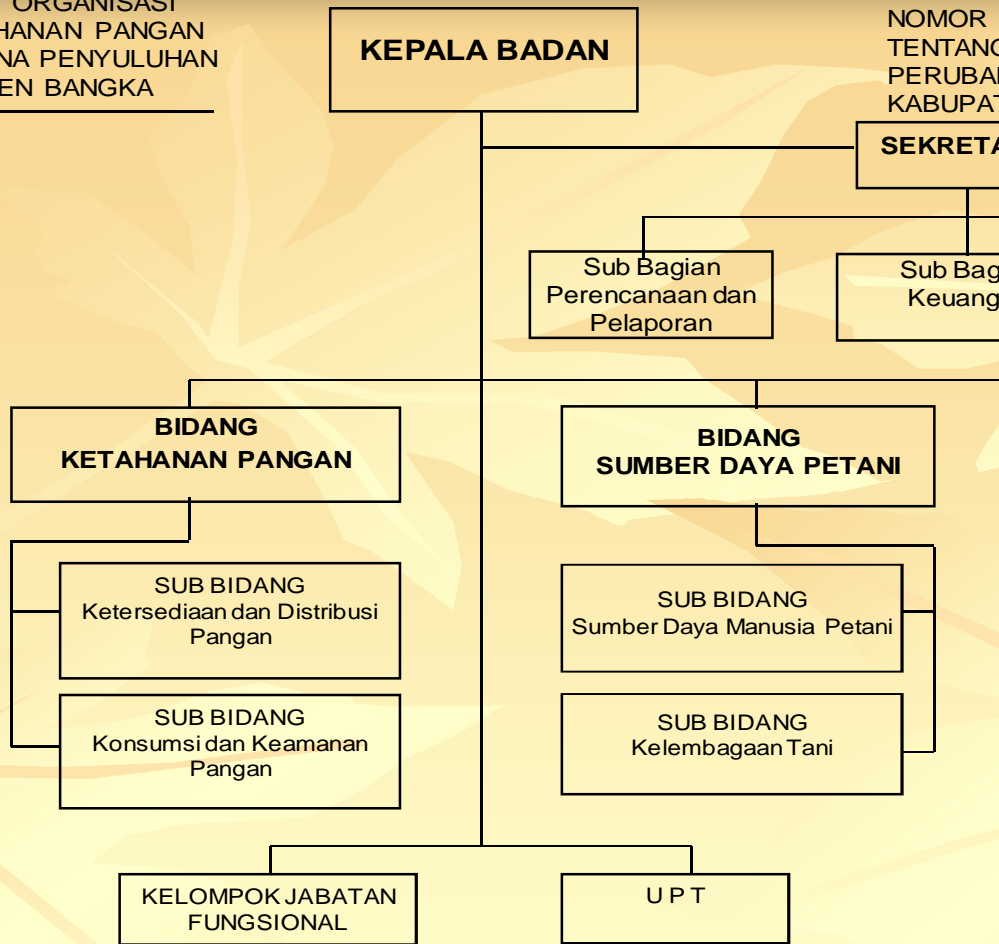 ORGANISASI
HANAN PANGAN
NA PENYULUHAN
EN BANGKA
KEPALA BADAN
NOMOR
TENTANG
PERUBA
KABUPAT
SEKRETA
Sub Bagian
Perencanaan dan
Pelaporan
Sub Bag
Keuang
BIDANG
KETAHANAN PANGAN
BIDANG
SUMBER DAYA PETANI
SUB BIDANG
Ketersediaan dan Distribusi
Pangan
SUB BIDANG
Sumber Daya Manusia Petani
SUB BIDANG
Konsumsi dan Keamanan
Pangan
SUB BIDANG
Kelembagaan Tani
KELOMPOK JABATAN
FUNGSIONAL
U P T